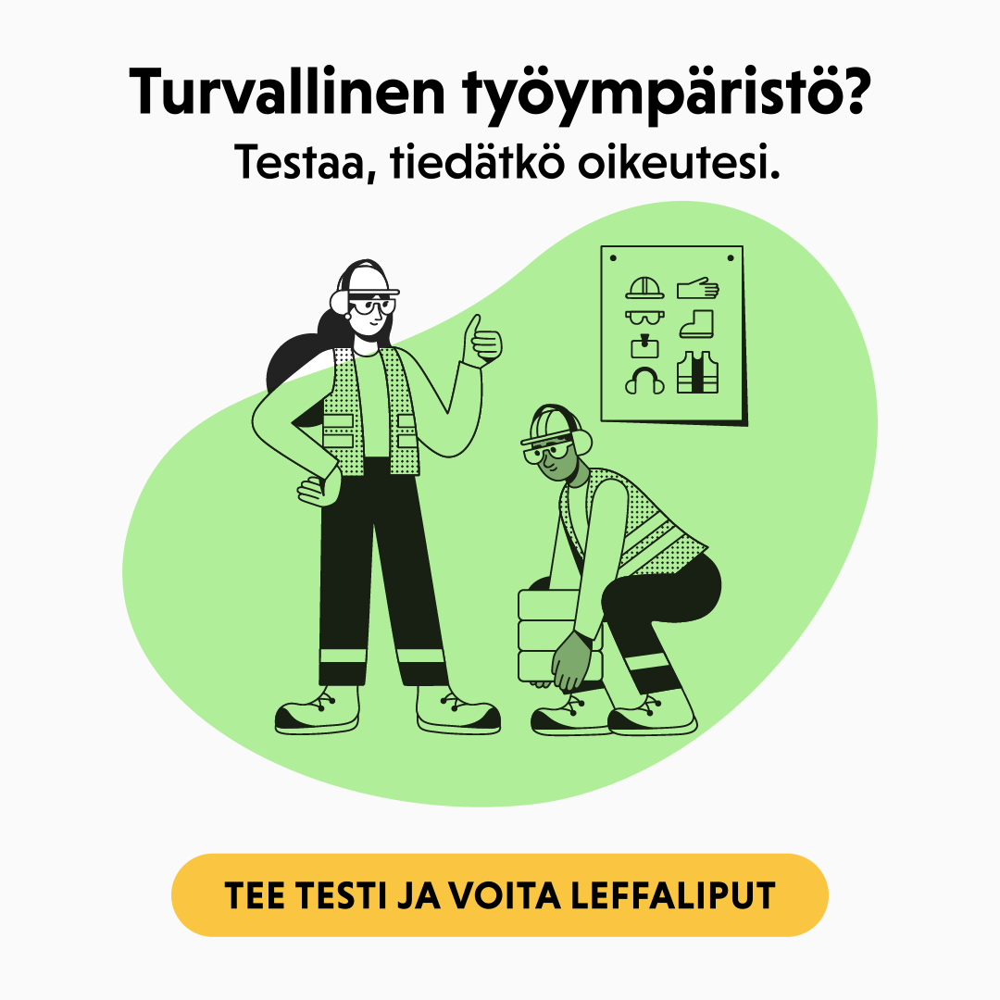 Turvallinen työympäristö?
Testaa, tiedätkö oikeutesi.
TEE TESTI JA VOITA LEFFALIPUT